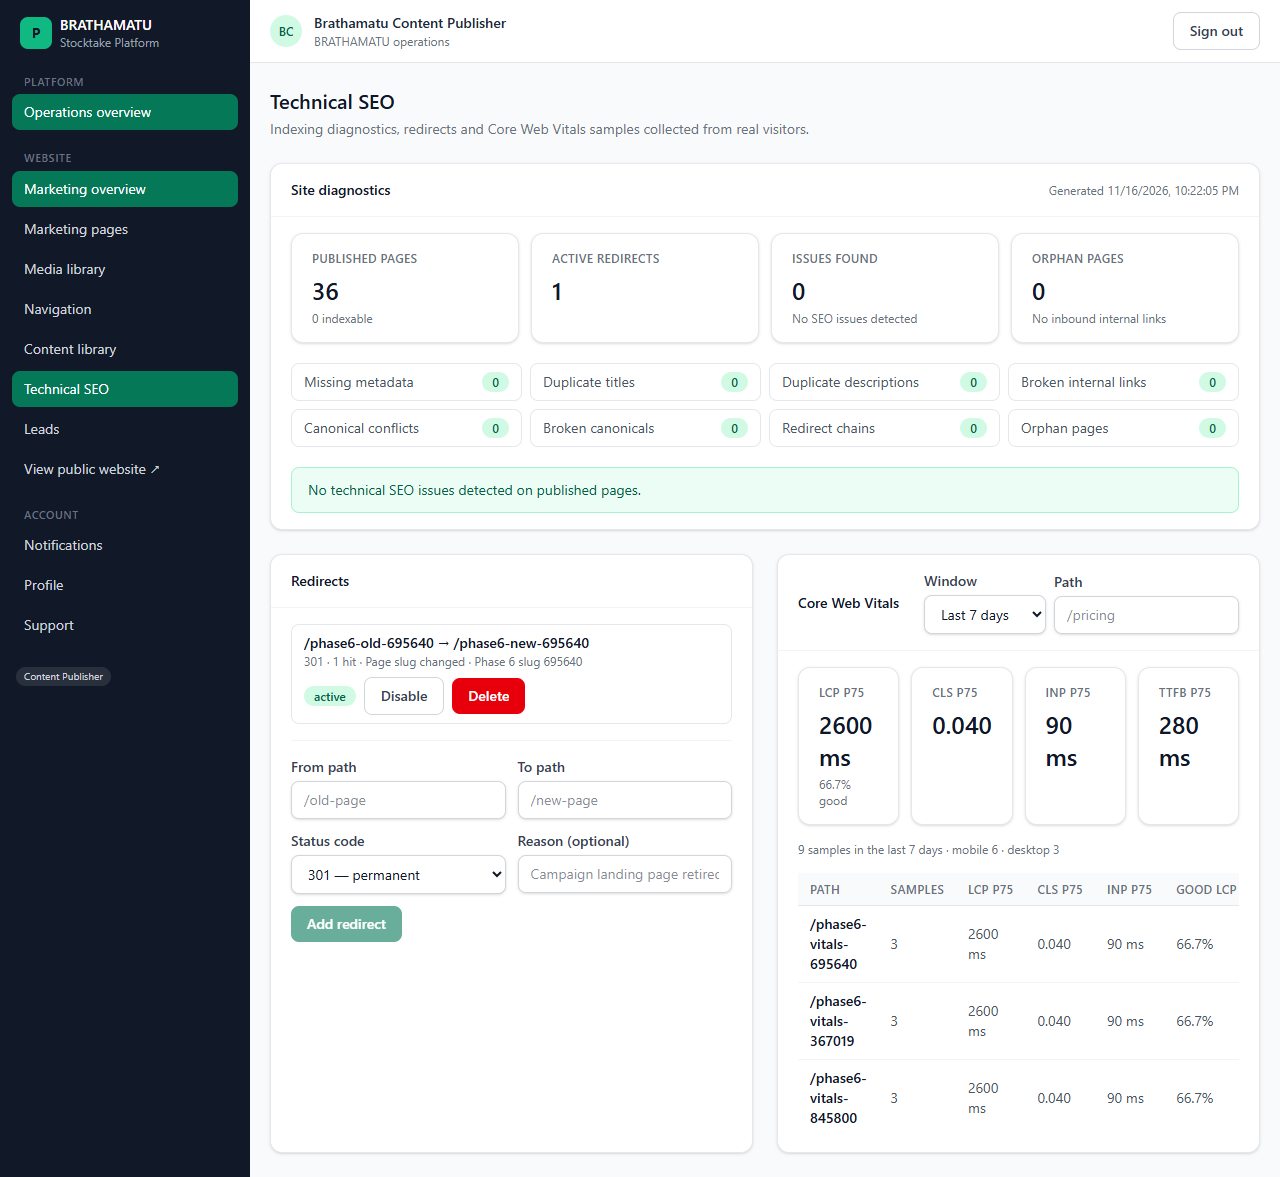 P
BRATHAMATU
Stocktake Platform
PLATFORM
Operations overview
WEBSITE
Marketing overview
Marketing pages
Media library
Navigation
Content library
Technical SEO
Leads
View public website ↗
ACCOUNT
Notifications
Profile
Support
Content Publisher
BC
Brathamatu Content Publisher
BRATHAMATU operations
Sign out
Technical SEO
Indexing diagnostics, redirects and Core Web Vitals samples collected from real visitors.
Site diagnostics
Generated 11/16/2026, 10:22:05 PM
PUBLISHED PAGES
36
0 indexable
ACTIVE REDIRECTS
1
ISSUES FOUND
0
No SEO issues detected
ORPHAN PAGES
0
No inbound internal links
Missing metadata 0
Duplicate titles 0
Duplicate descriptions 0
Broken internal links 0
Canonical conflicts 0
Broken canonicals 0
Redirect chains 0
Orphan pages 0
No technical SEO issues detected on published pages.
Redirects
/phase6-old-695640 → /phase6-new-695640
301 · 1 hit · Page slug changed · Phase 6 slug 695640
active Disable Delete
From path
/old-page
To path
/new-page
Status code
301 — permanent
Reason (optional)
Campaign landing page retirec
Add redirect
Core Web Vitals
Window
Last 7 days
Path
/pricing
LCP P75
2600
ms
66.7%
good
CLS P75
0.040
INP P75
90
ms
TTFB P75
280
ms
9 samples in the last 7 days · mobile 6 · desktop 3
PATH SAMPLES LCP P75 CLS P75 INP P75 GOOD LCP
/phase6-
vitals-
695640
3
2600
ms
0.040
90 ms
66.7%
/phase6-
vitals-
367019
3
2600
ms
0.040
90 ms
66.7%
/phase6-
vitals-
845800
3
2600
ms
0.040
90 ms
66.7%